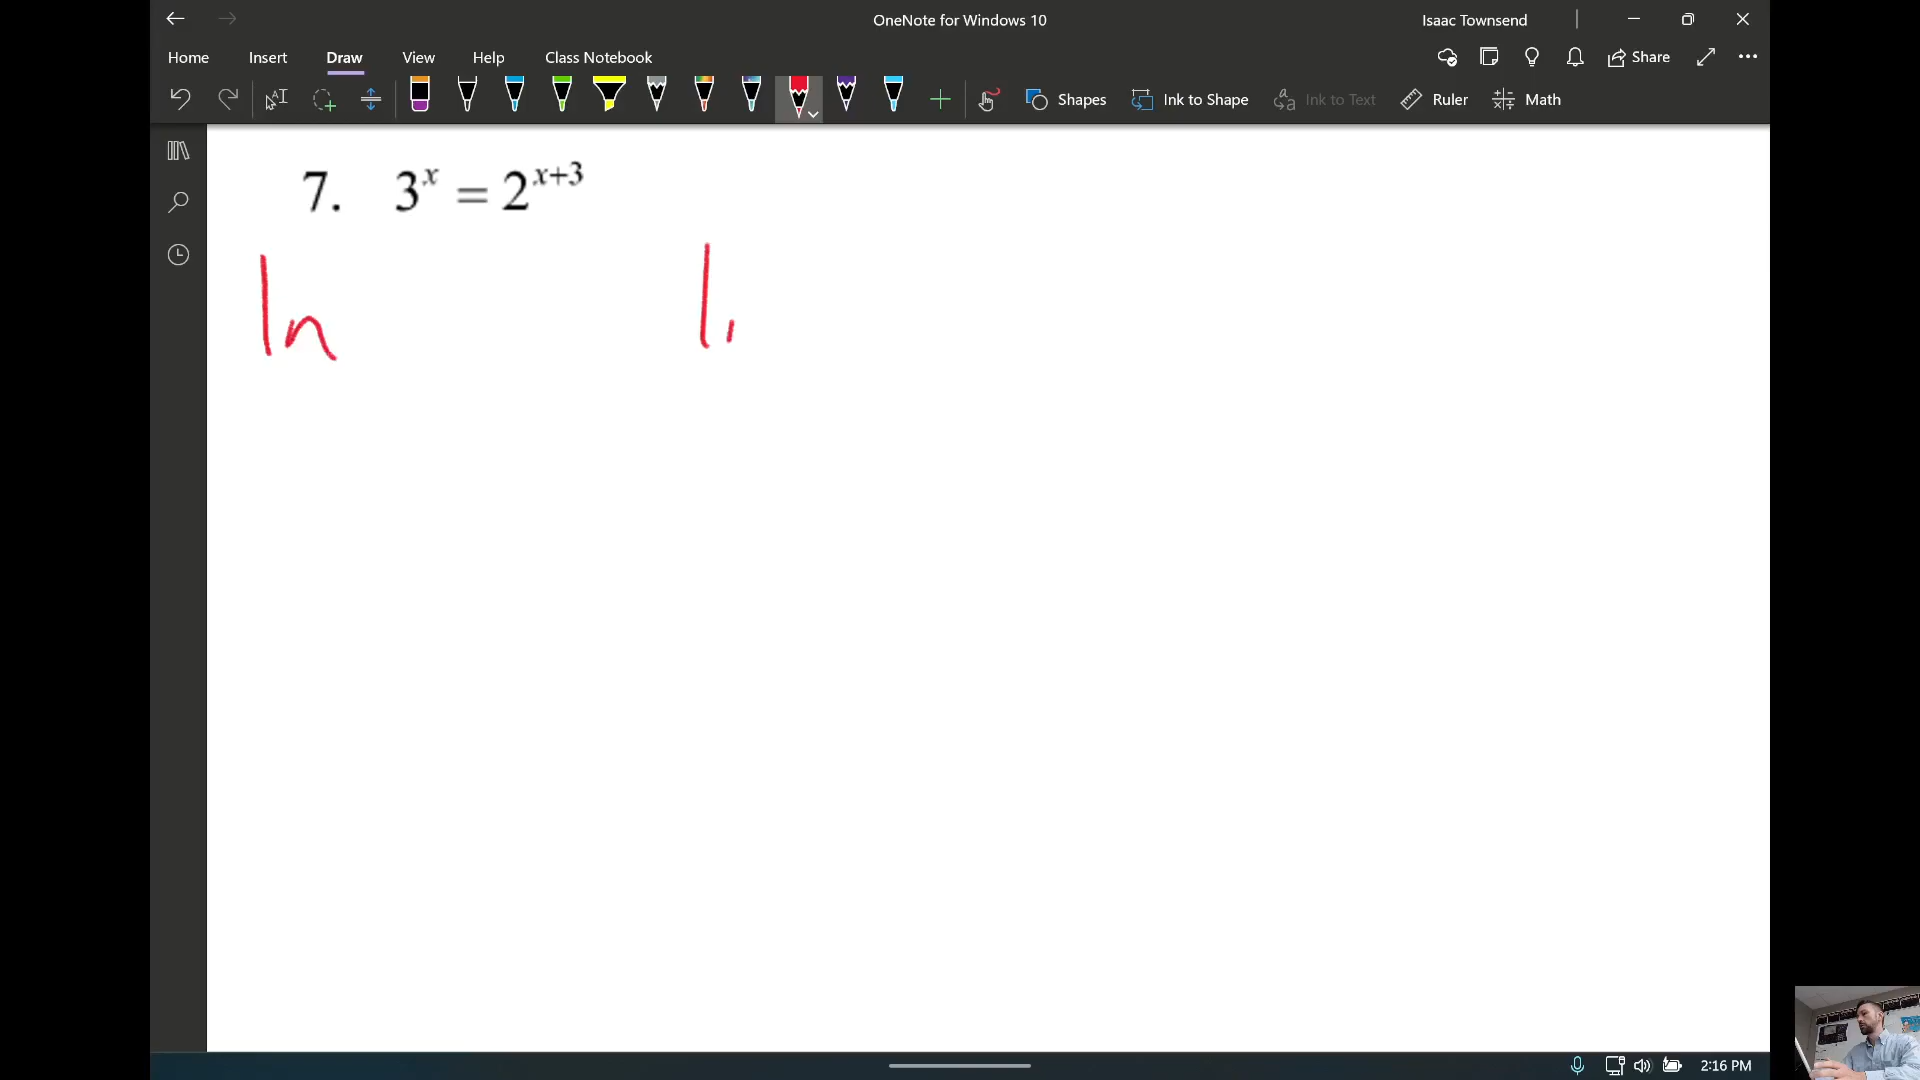 OneNote for Windows 10
Isaac Townsend
Home Insert Draw View Help Class Notebook
Share
Shapes Ink to Shape Ink to Text Ruler Math
7. 3^x = 2^{x+3}
ln
2:16 PM